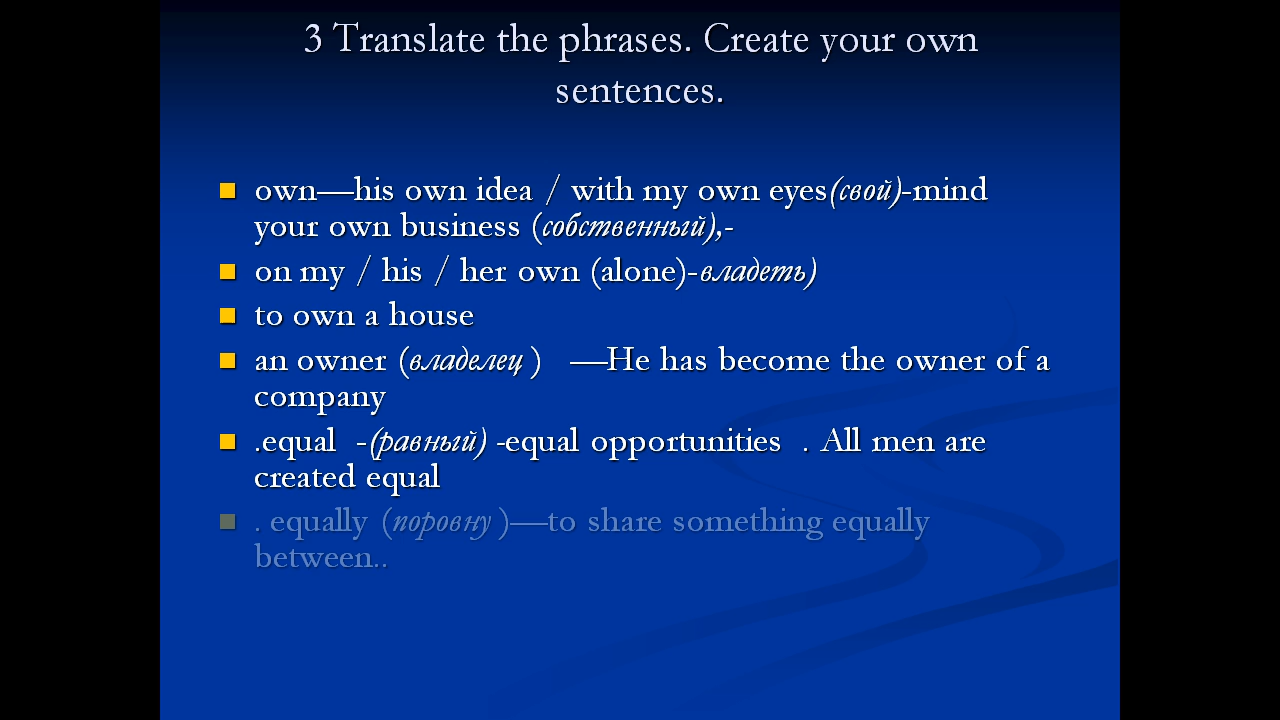 3 Translate the phrases. Create your own
sentences.
own—his own idea / with my own eyes(свой)-mind
your own business (собственный),-
on my / his / her own (alone)-владеть)
to own a house
an owner (владелец ) —He has become the owner of a
company
.equal -(равный) -equal opportunities . All men are
created equal
. equally (поровну )—to share something equally
between..